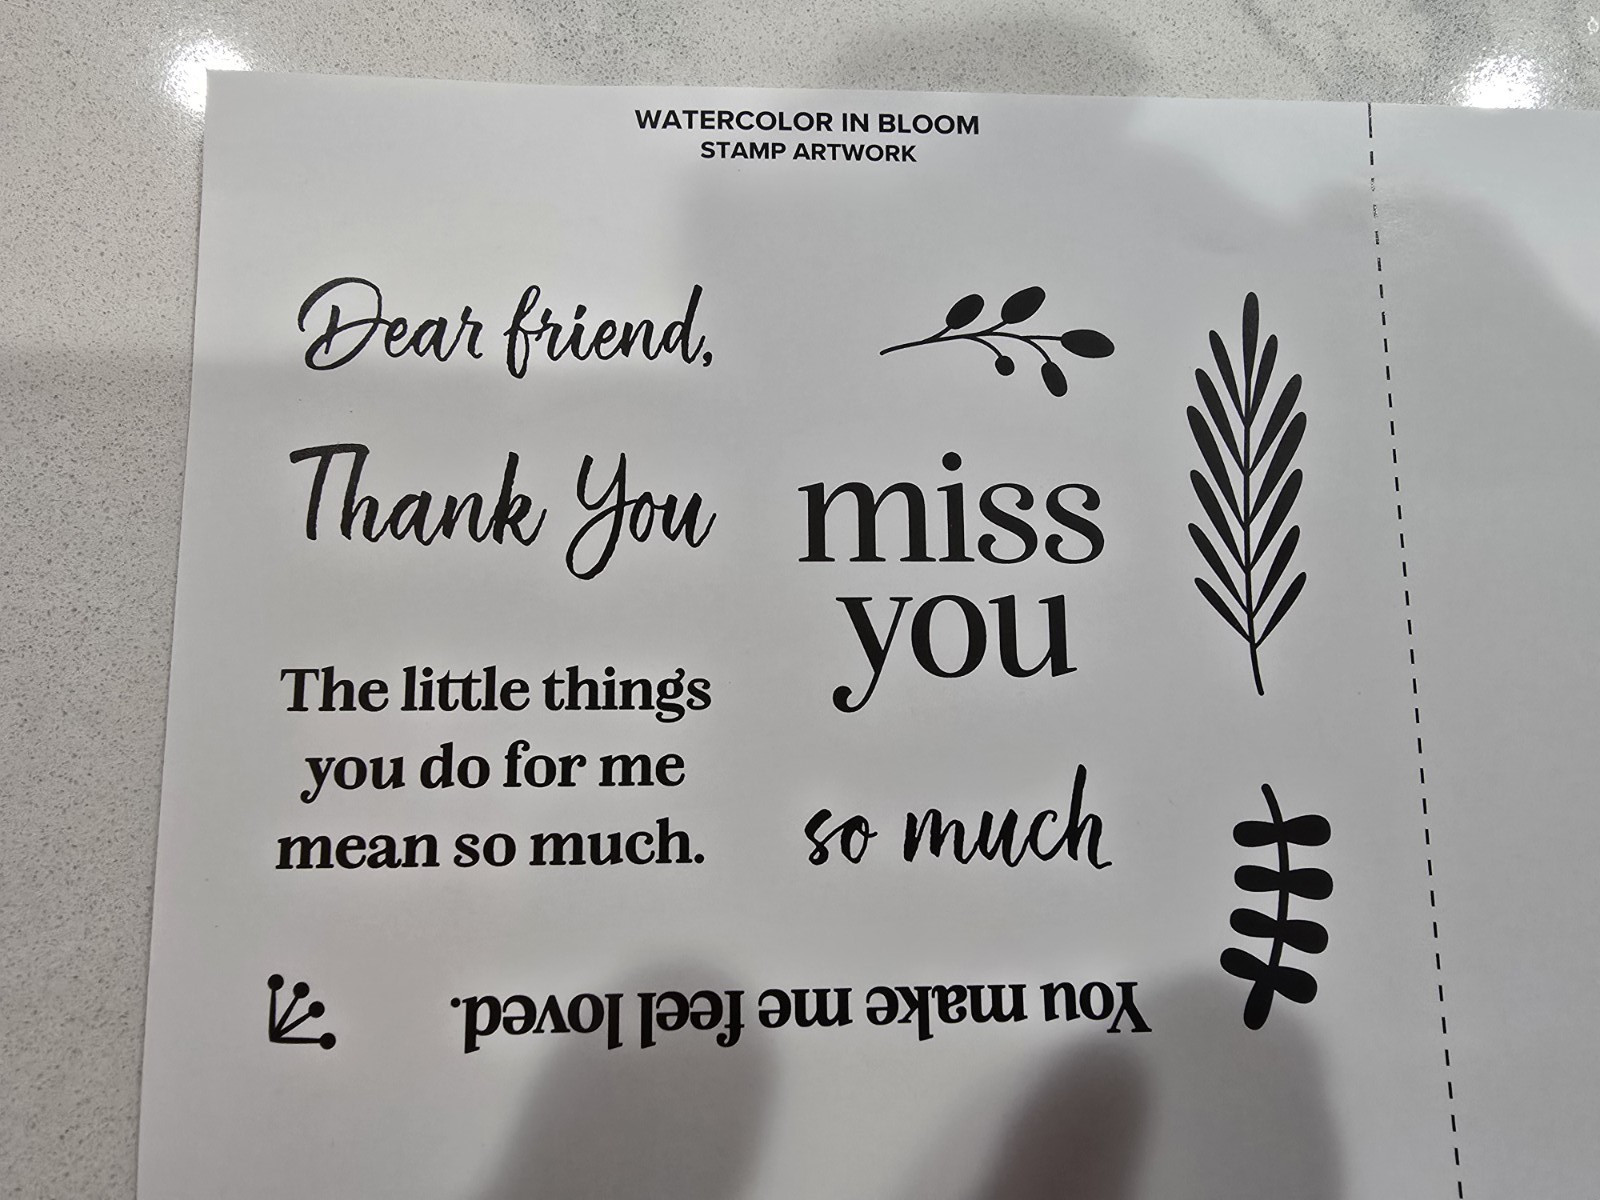 WATERCOLOR IN BLOOM
STAMP ARTWORK
Dear friend,
Thank You
The little things
you do for me
mean so much.
miss
you
so much
You make me feel loved.